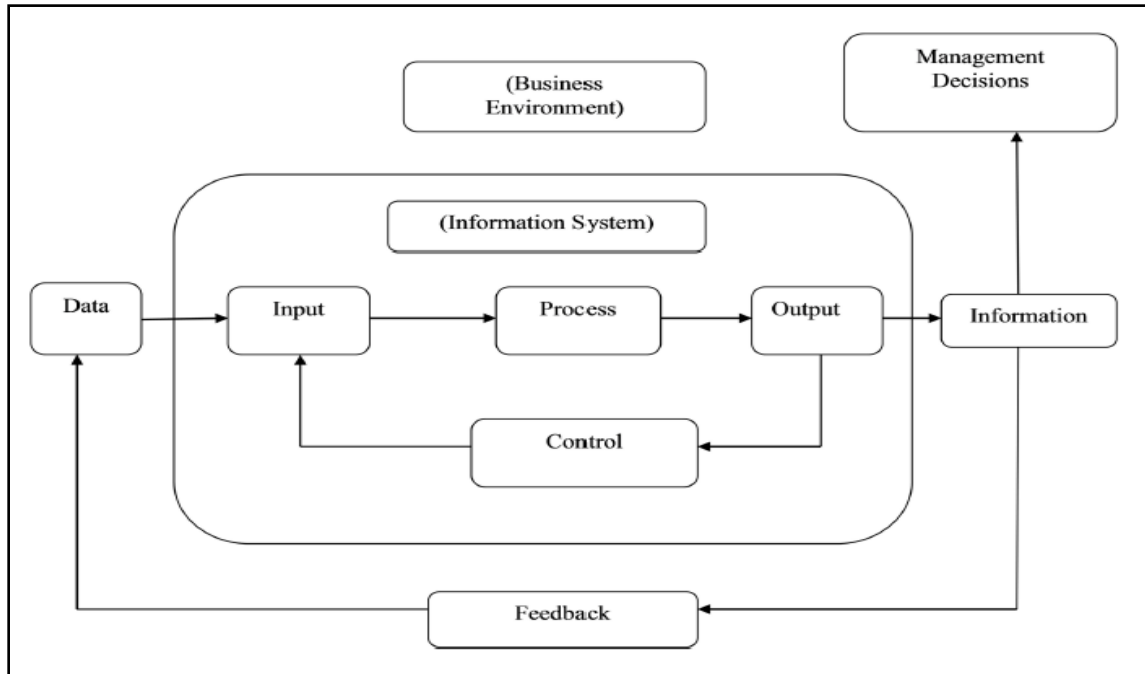 Management
Decisions
(Business
Environment)
(Information System)
Data
Input
Process
Output
Information
Control
Feedback